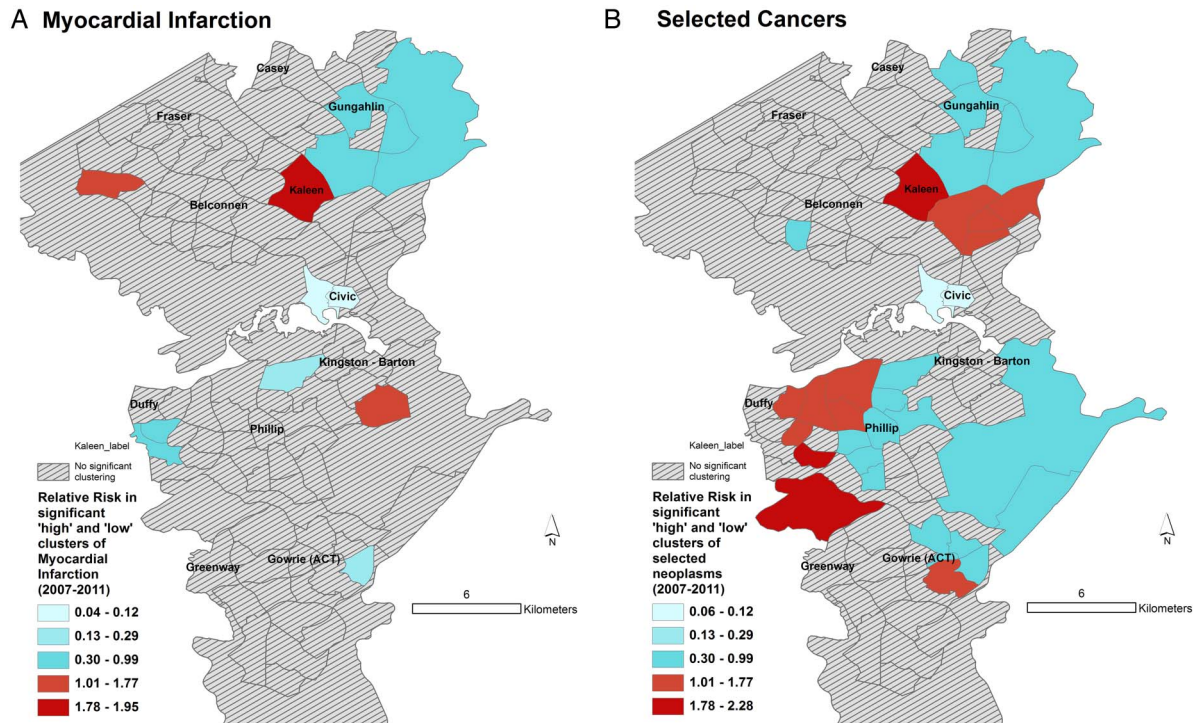 A Myocardial Infarction
Casey
Gungahlin
Fraser
Kaleen
Belconnen
Civic
Kingston - Barton
Duffy
Phillip
Kaleen_label
No significant
clustering
Relative Risk in
significant
'high' and 'low'
clusters of
Myocardial
Infarction
(2007-2011)
0.04 - 0.12
0.13 - 0.29
0.30 - 0.99
1.01 - 1.77
1.78 - 1.95
Gowrie (ACT)
Greenway
N
6
Kilometers
B Selected Cancers
Casey
Gungahlin
Fraser
Kaleen
Belconnen
Civic
Kingston - Barton
Duffy
Phillip
Kaleen_label
No significant
clustering
Relative Risk in
significant
'high' and 'low'
clusters of
selected
neoplasms
(2007-2011)
0.06 - 0.12
0.13 - 0.29
0.30 - 0.99
1.01 - 1.77
1.78 - 2.28
Gowrie (ACT)
Greenway
N
6
Kilometers